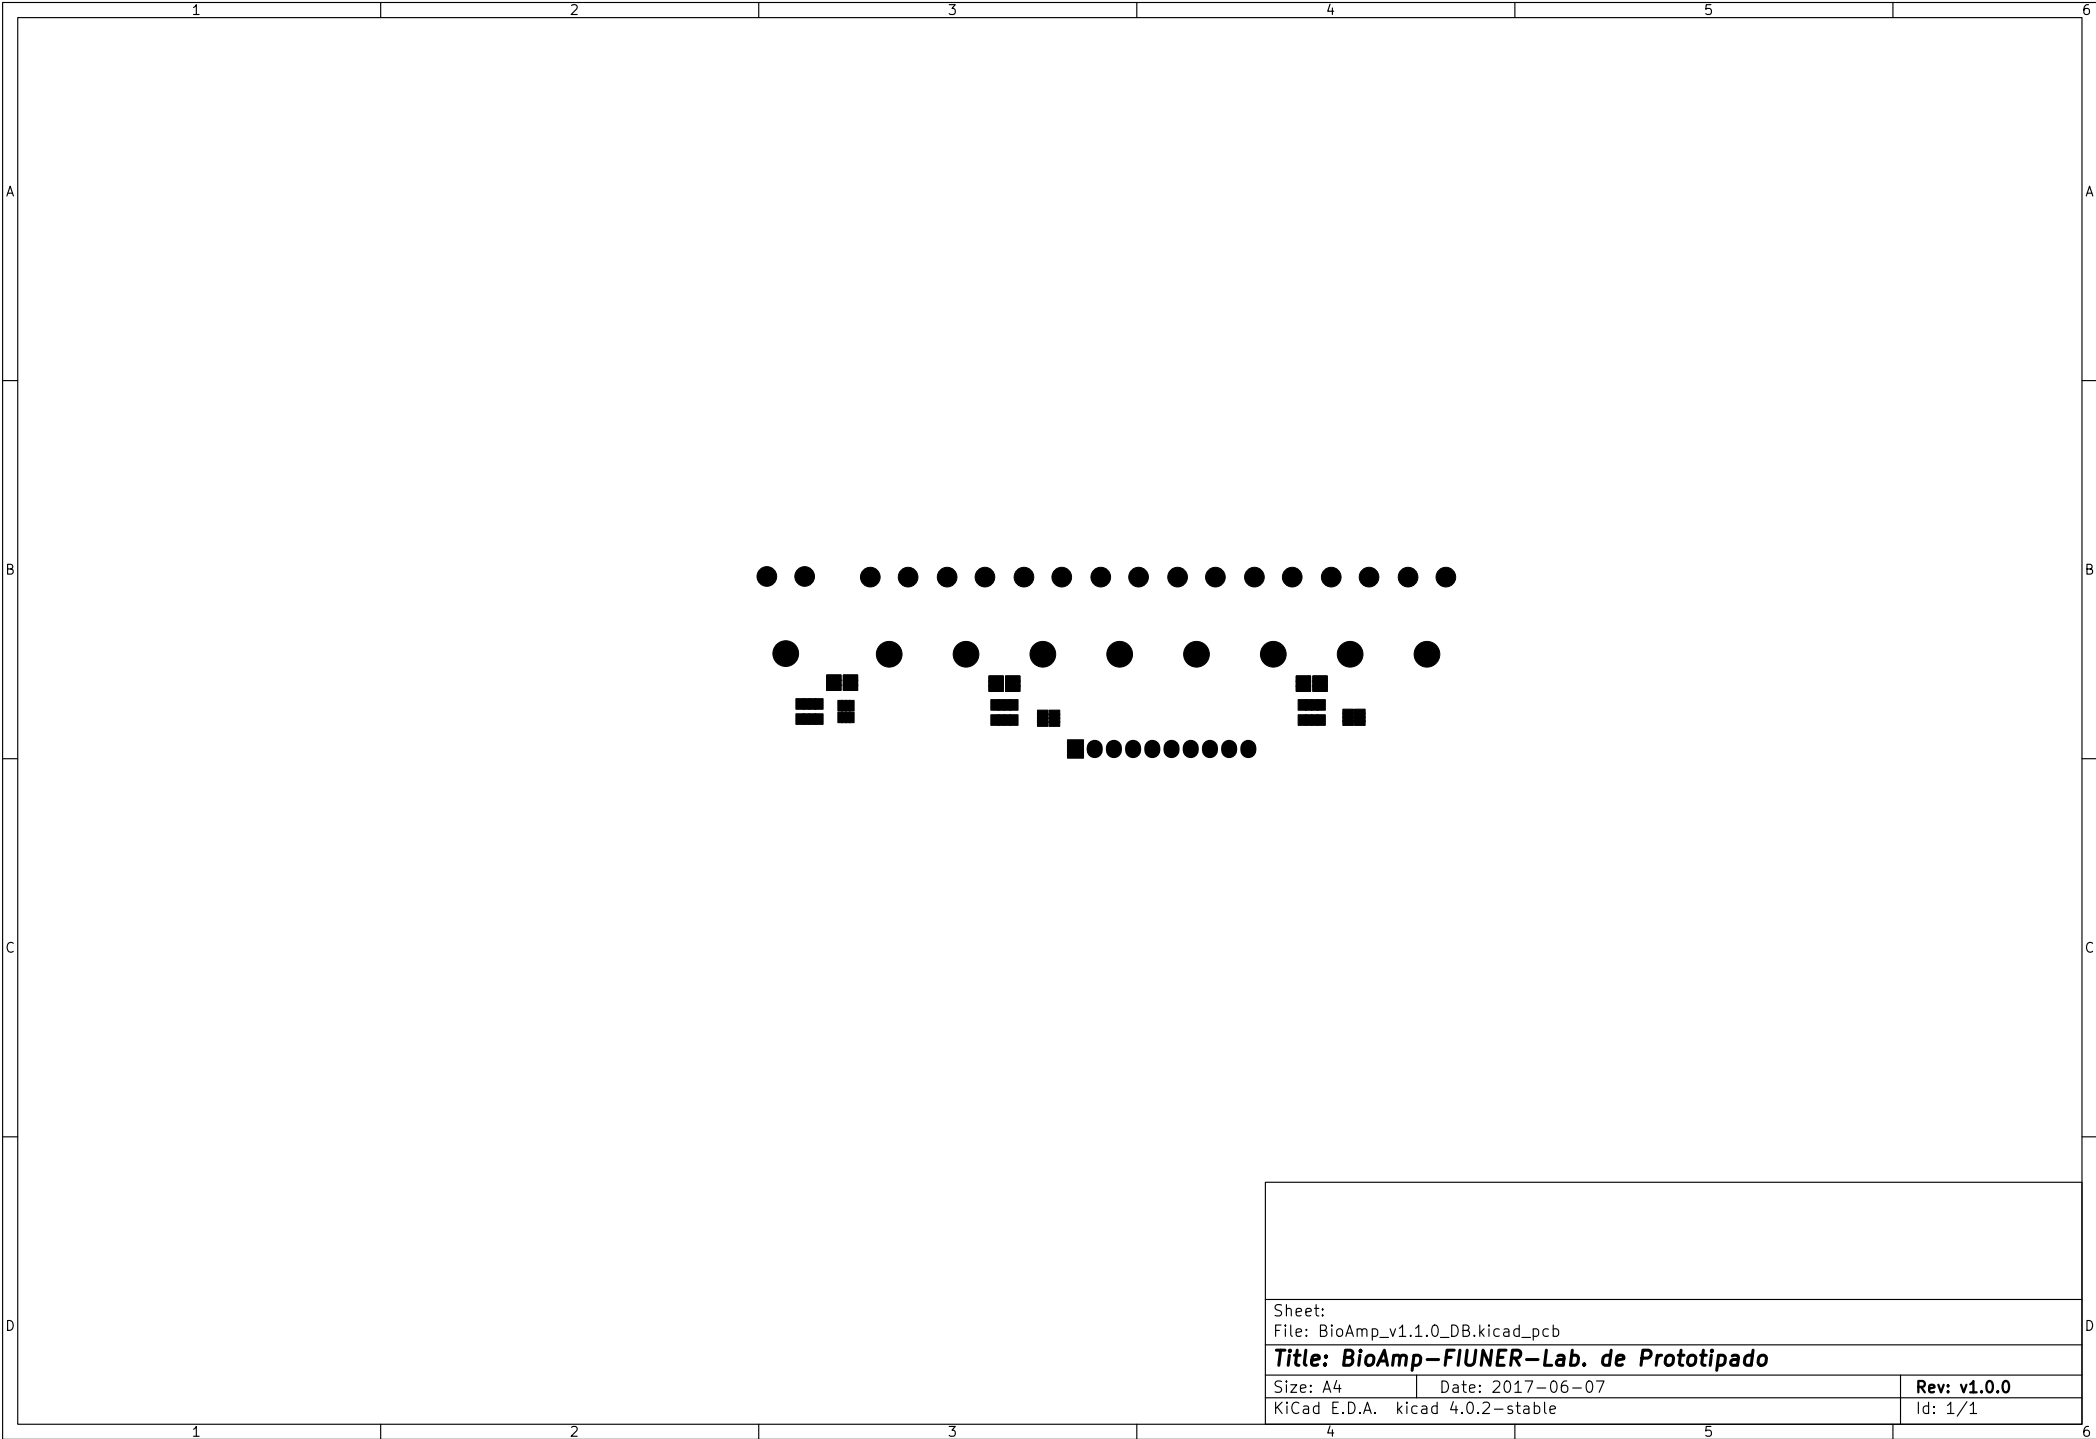 1 2 3 4 5 6
A A
B B
C C
D D
Sheet:
File: BioAmp_v1.1.0_DB.kicad_pcb
Title: BioAmp-FIUNER-Lab. de Prototipado
Size: A4 Date: 2017-06-07 Rev: v1.0.0
KiCad E.D.A. kicad 4.0.2-stable Id: 1/1
1 2 3 4 5 6